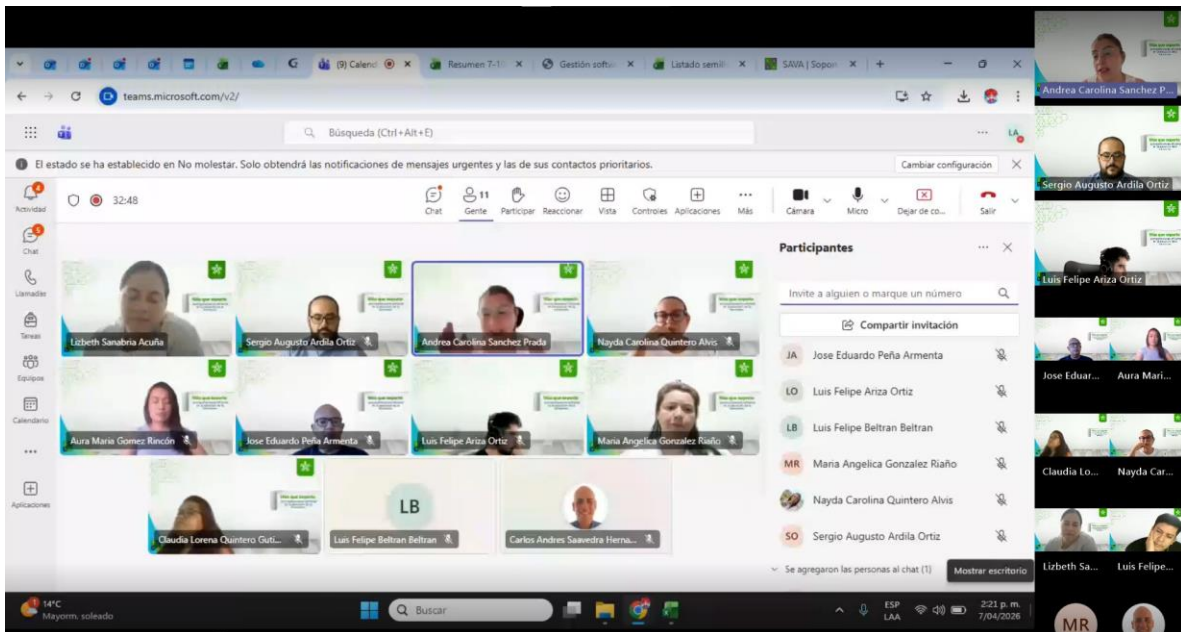 (9) Calend
Resumen 7-1
Gestión softw
Listado semil
SAVA | Sopor
teams.microsoft.com/v2/
Búsqueda (Ctrl+Alt+E)
LA
El estado se ha establecido en No molestar. Solo obtendrá las notificaciones de mensajes urgentes y las de sus contactos prioritarios.
Cambiar configuración
32:48
11
Chat
Gente
Participar
Reaccionar
Vista
Controles
Aplicaciones
Más
Cámara
Micro
Dejar de co...
Salir
4
Actividad
5
Chat
Llamadas
Tareas
Equipos
Calendario
Aplicaciones
Lizbeth Sanabria Acuña
Sergio Augusto Ardila Ortiz
Andrea Carolina Sanchez Prada
Nayda Carolina Quintero Alvis
Aura Maria Gomez Rincón
Jose Eduardo Peña Armenta
Luis Felipe Ariza Ortiz
Maria Angelica Gonzalez Riaño
Claudia Lorena Quintero Guti...
LB
Luis Felipe Beltran Beltran
Carlos Andres Saavedra Herna...
Participantes
Invite a alguien o marque un número
Compartir invitación
JA Jose Eduardo Peña Armenta
LO Luis Felipe Ariza Ortiz
LB Luis Felipe Beltran Beltran
MR Maria Angelica Gonzalez Riaño
Nayda Carolina Quintero Alvis
SO Sergio Augusto Ardila Ortiz
Se agregaron las personas al chat (1)
Mostrar escritorio
1
14°C
Mayorm. soleado
Buscar
ESP
LAA
2:21 p. m.
7/04/2026
Andrea Carolina Sanchez P...
Sergio Augusto Ardila Ortiz
Luis Felipe Ariza Ortiz
Jose Eduar...
Aura Mari...
Claudia Lo...
Nayda Car...
Lizbeth Sa...
Luis Felipe...
MR